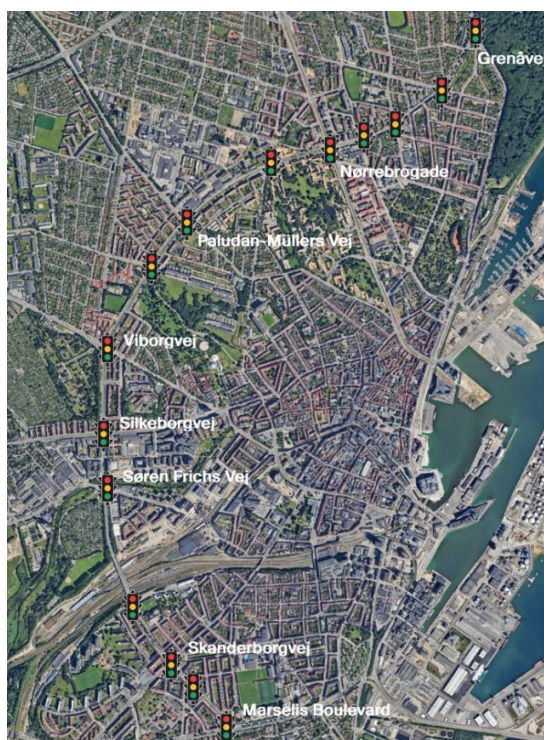 Grenåvej
Nørrebrogade
Paludan-Müllers Vej
Viborgvej
Silkeborgvej
Søren Frichs Vej
Skanderborgvej
Marselis Boulevard